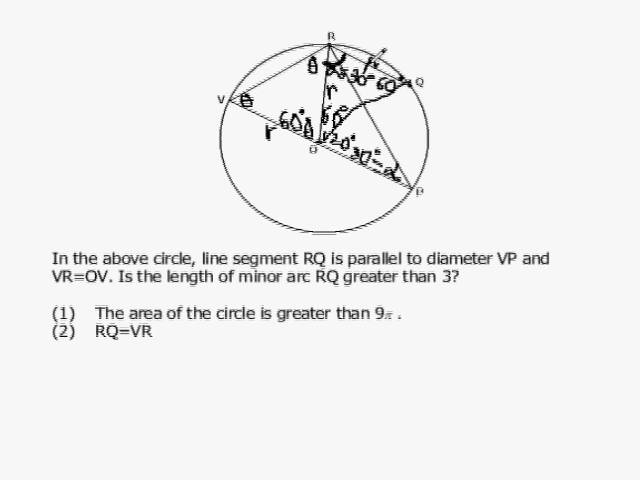 R
θ α 30° 60° Q
r
V θ
r 60° θ 60°
O 120° 30° = α
P
In the above circle, line segment RQ is parallel to diameter VP and
VR=OV. Is the length of minor arc RQ greater than 3?
(1) The area of the circle is greater than 9π .
(2) RQ=VR